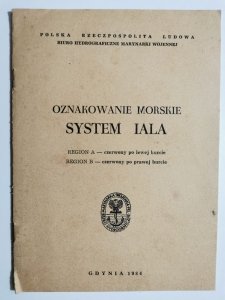 POLSKA RZECZPOSPOLITA LUDOWA
BIURO HYDROGRAFICZNE MARYNARKI WOJENNEJ
OZNAKOWANIE MORSKIE
SYSTEM IALA
REGION A — czerwony po lewej burcie
REGION B — czerwony po prawej burcie
GDYNIA 1984